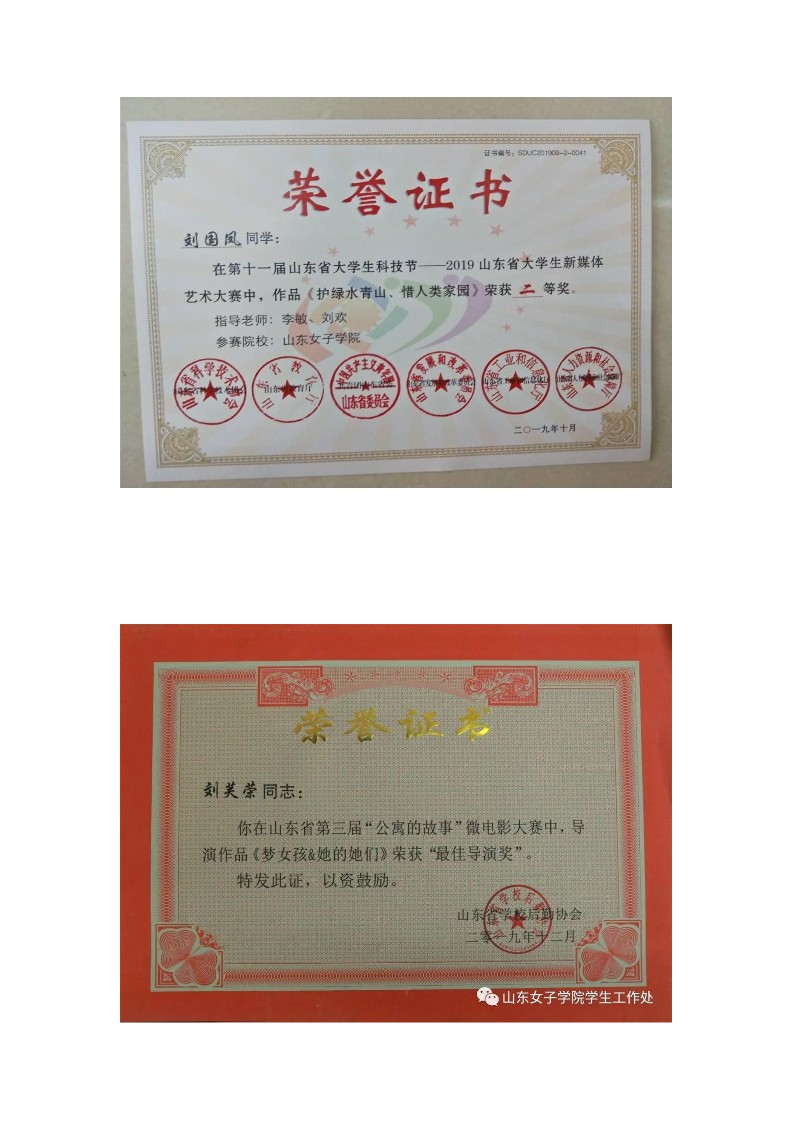 证书编号：SDUC201909-2-0041
荣誉证书
刘国凤同学：
在第十一届山东省大学生科技节——2019山东省大学生新媒体
艺术大赛中，作品《护绿水青山、惜人类家园》荣获 二 等奖。
指导老师：李敏、刘欢
参赛院校：山东女子学院
山东省教育厅
山东省委员会
二〇一九年十月
荣誉证书
刘芙荣同志：
你在山东省第三届“公寓的故事”微电影大赛中，导
演作品《梦女孩&她的她们》荣获“最佳导演奖”。
特发此证，以资鼓励。
山东省学校后勤协会
二零一九年十二月
山东女子学院学生工作处